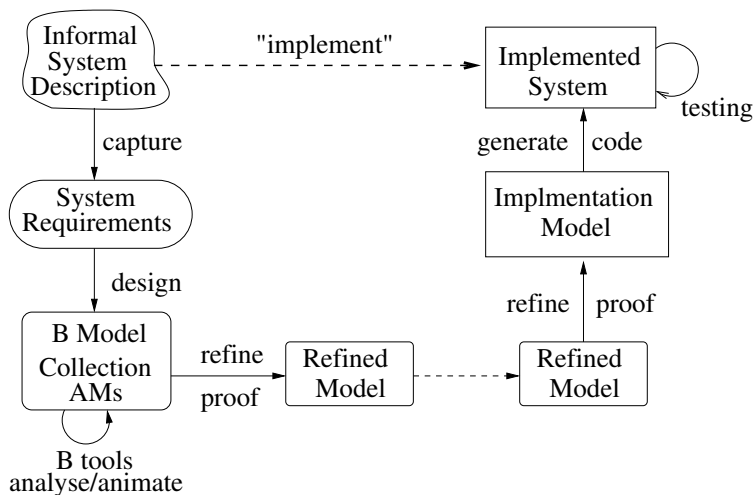 Informal
System
Description
"implement"
Implemented
System
testing
capture
generate code
System
Requirements
Implmentation
Model
design
refine proof
B Model
Collection
AMs
refine
proof
Refined
Model
Refined
Model
B tools
analyse/animate